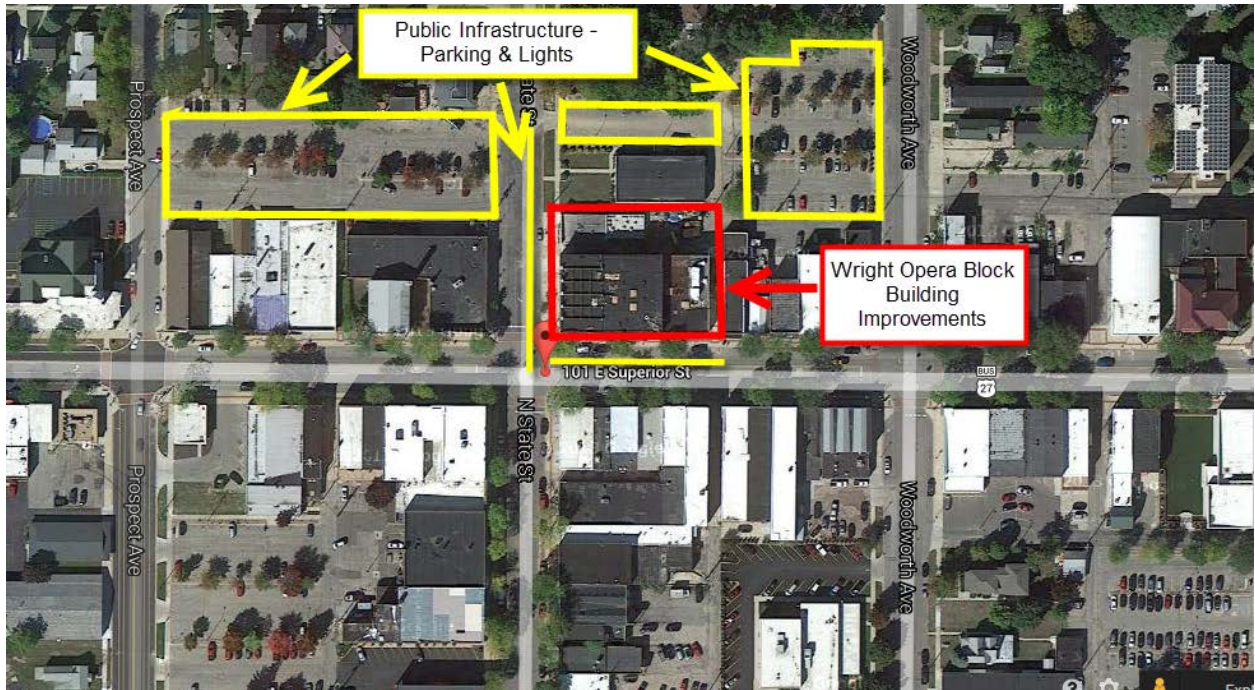 Public Infrastructure -
Parking & Lights
Prospect Ave
Woodworth Ave
Wright Opera Block
Building
Improvements
101 E Superior St
BUS
27
N State St
Prospect Ave
Woodworth Ave